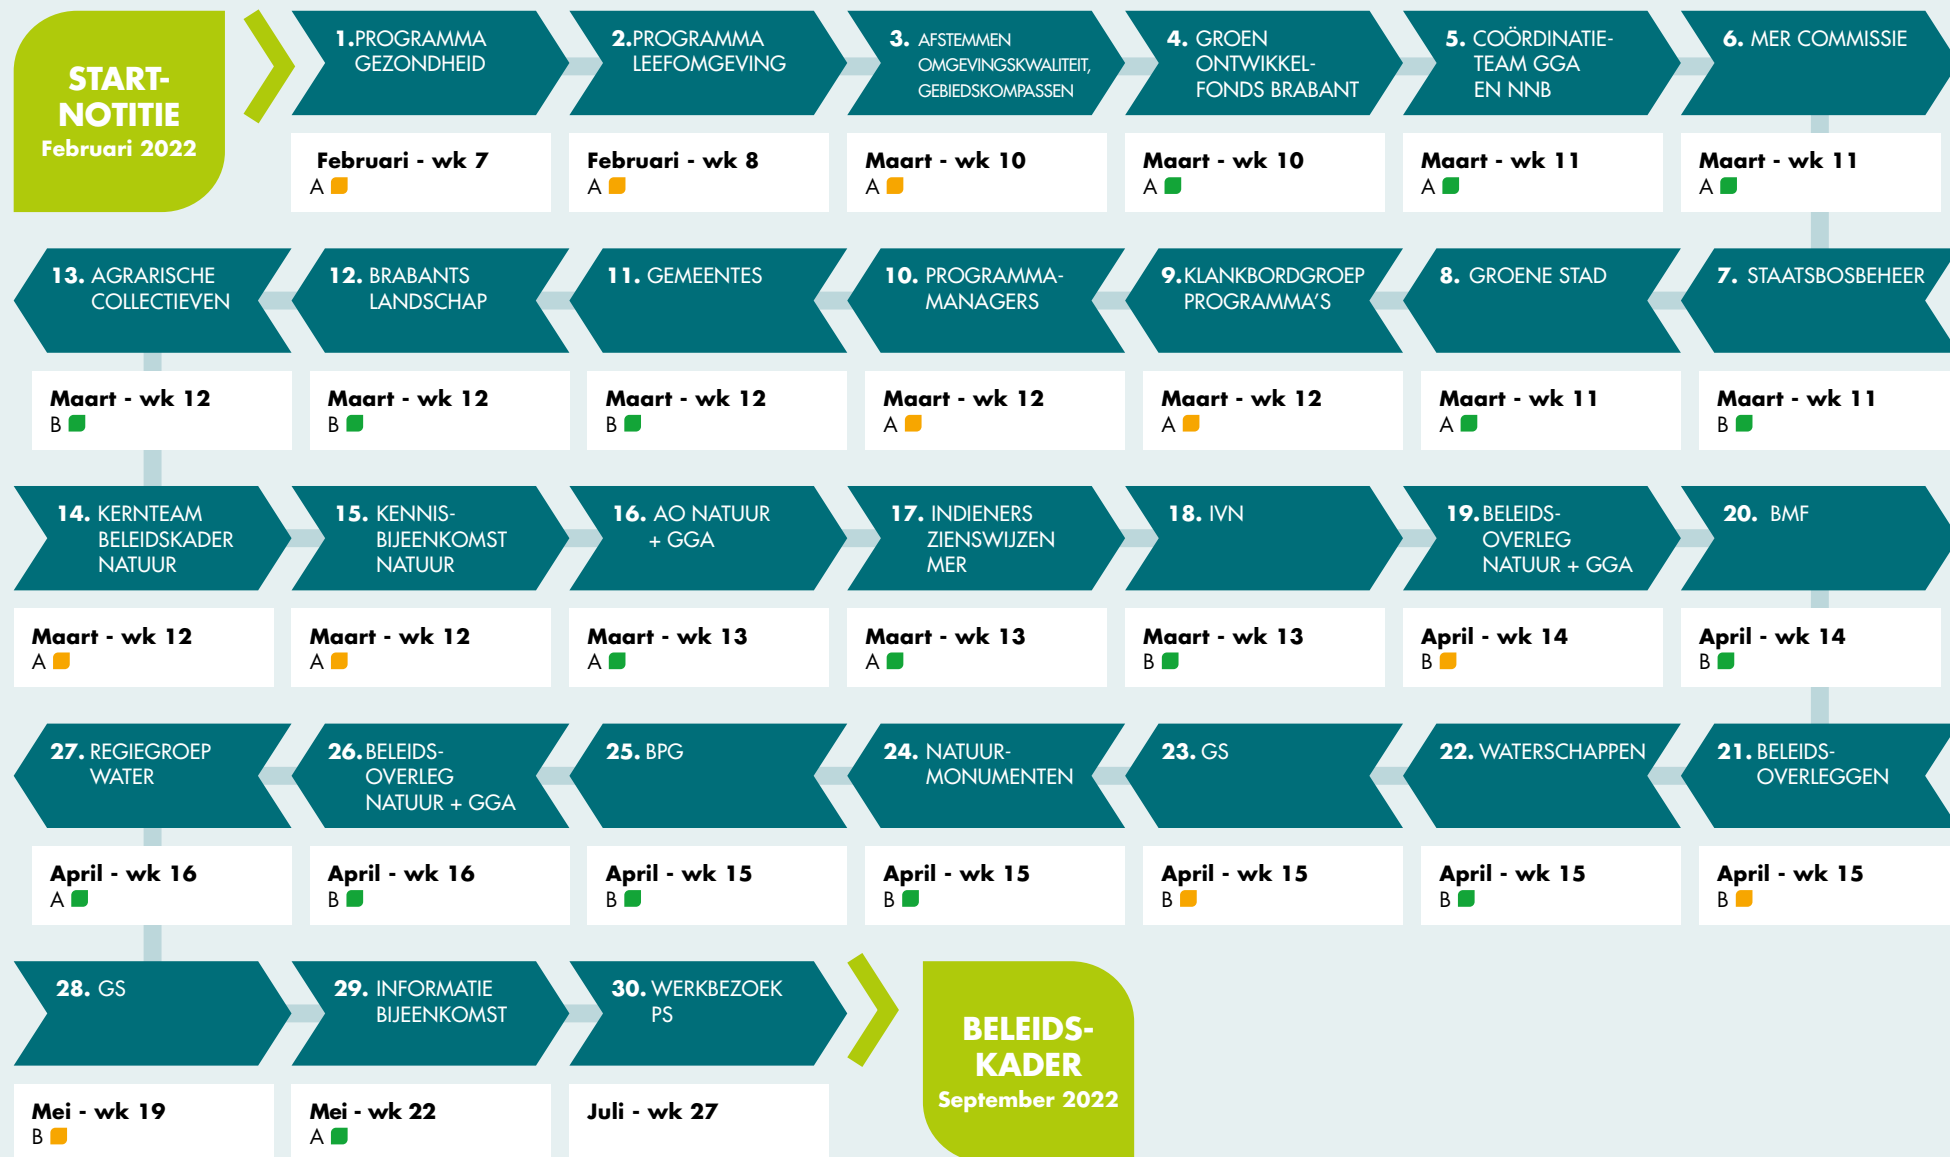 START-
NOTITIE
Februari 2022
1.PROGRAMMA
GEZONDHEID
Februari - wk 7
A
2.PROGRAMMA
LEEFOMGEVING
Februari - wk 8
A
3. AFSTEMMEN
OMGEVINGSKWALITEIT,
GEBIEDSKOMPASSEN
Maart - wk 10
A
4. GROEN
ONTWIKKEL-
FONDS BRABANT
Maart - wk 10
A
5. COÖRDINATIE-
TEAM GGA
EN NNB
Maart - wk 11
A
6. MER COMMISSIE
Maart - wk 11
A
7. STAATSBOSBEHEER
Maart - wk 11
B
8. GROENE STAD
Maart - wk 11
A
9.KLANKBORDGROEP
PROGRAMMA'S
Maart - wk 12
A
10. PROGRAMMA-
MANAGERS
Maart - wk 12
A
11. GEMEENTES
Maart - wk 12
B
12. BRABANTS
LANDSCHAP
Maart - wk 12
B
13. AGRARISCHE
COLLECTIEVEN
Maart - wk 12
B
14. KERNTEAM
BELEIDSKADER
NATUUR
Maart - wk 12
A
15. KENNIS-
BIJEENKOMST
NATUUR
Maart - wk 12
A
16. AO NATUUR
+ GGA
Maart - wk 13
A
17. INDIENERS
ZIENSWIJZEN
MER
Maart - wk 13
A
18. IVN
Maart - wk 13
B
19.BELEIDS-
OVERLEG
NATUUR + GGA
April - wk 14
B
20. BMF
April - wk 14
B
21. BELEIDS-
OVERLEGGEN
April - wk 15
B
22. WATERSCHAPPEN
April - wk 15
B
23. GS
April - wk 15
B
24. NATUUR-
MONUMENTEN
April - wk 15
B
25. BPG
April - wk 15
B
26.BELEIDS-
OVERLEG
NATUUR + GGA
April - wk 16
B
27. REGIEGROEP
WATER
April - wk 16
A
28. GS
Mei - wk 19
B
29. INFORMATIE
BIJEENKOMST
Mei - wk 22
A
30. WERKBEZOEK
PS
Juli - wk 27
BELEIDS-
KADER
September 2022